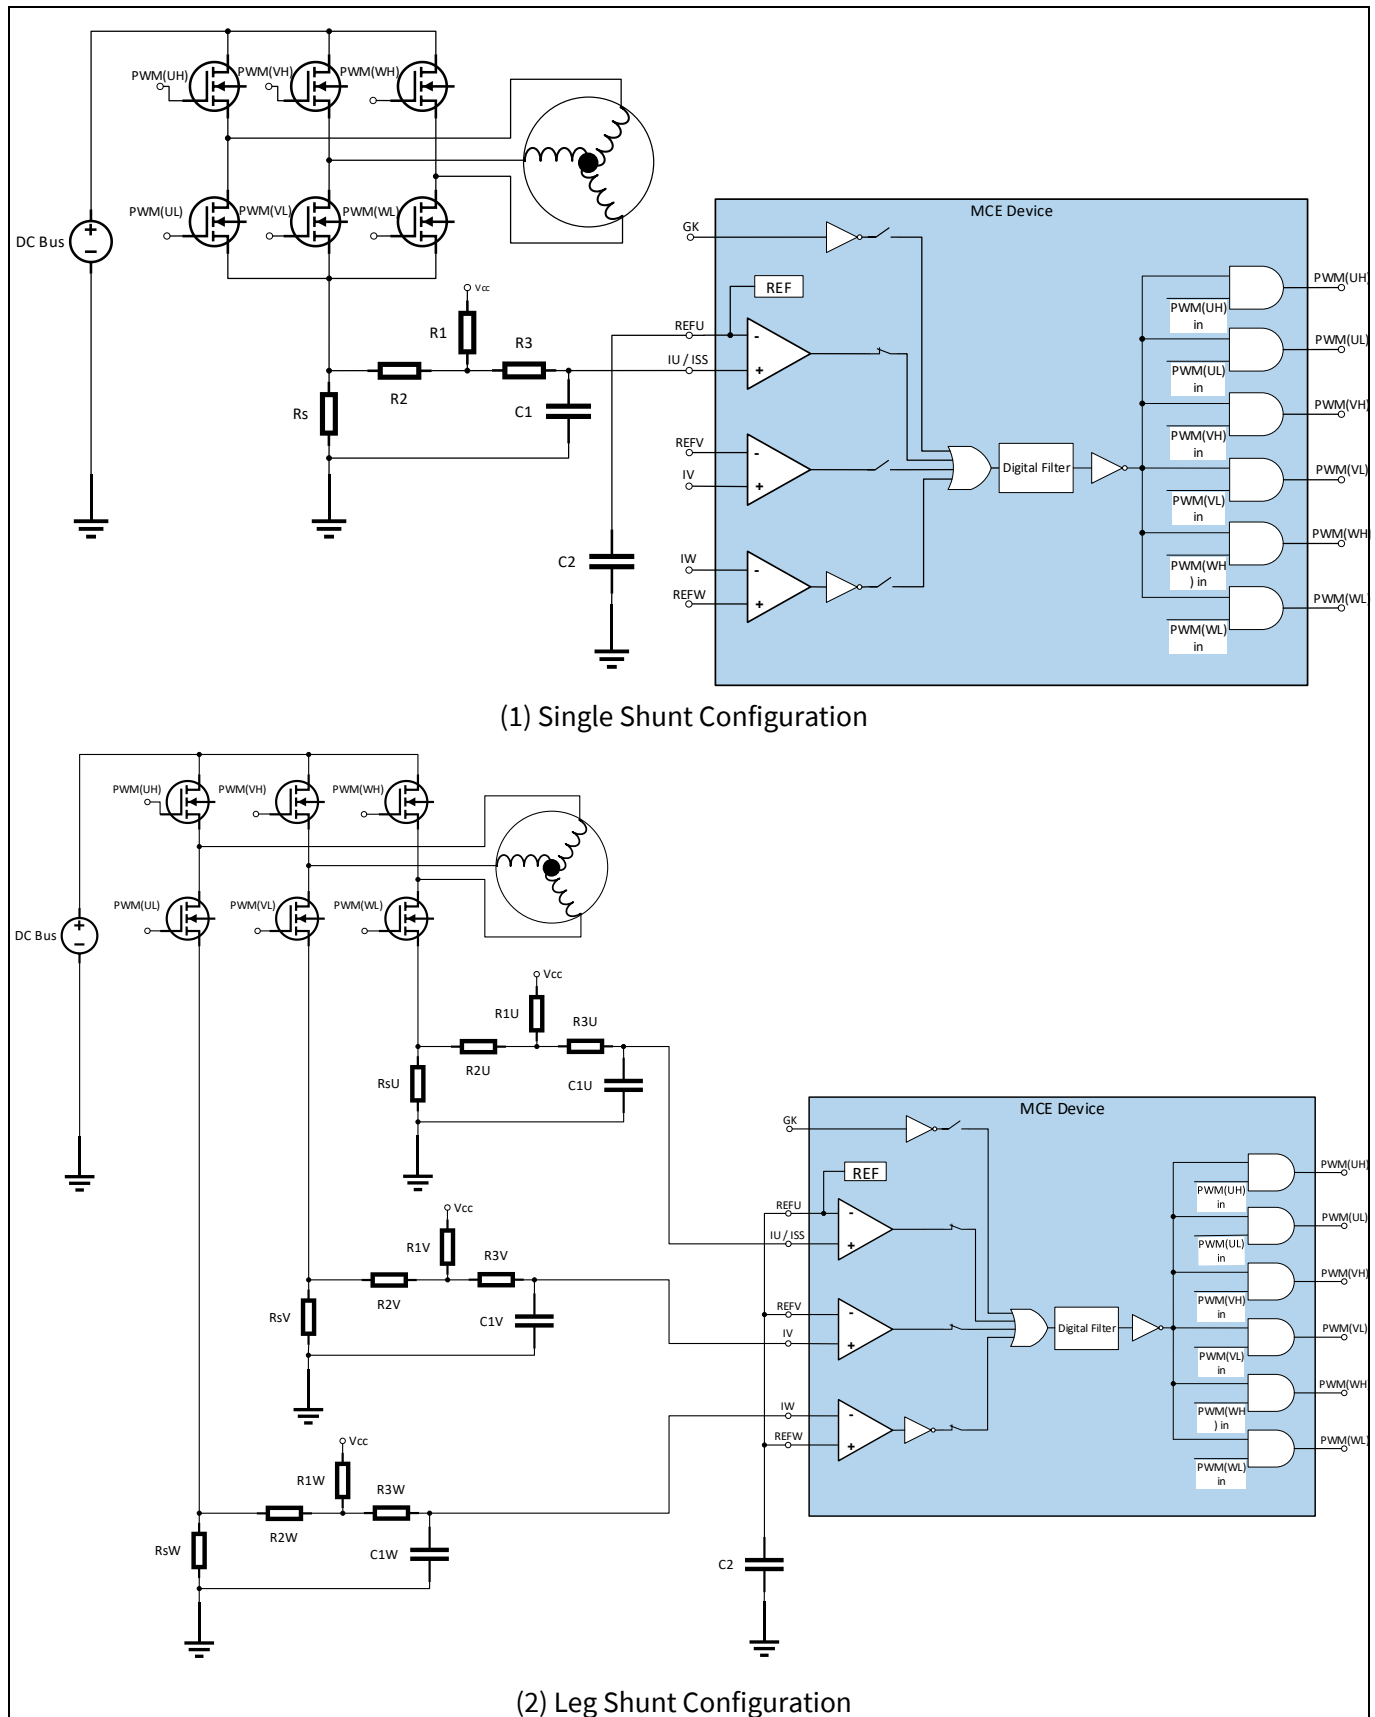 PWM(UH)
PWM(VH)
PWM(WH)
PWM(UL)
PWM(VL)
PWM(WL)
DC Bus
Vcc
R1
R3
R2
Rs
C1
C2
MCE Device
GK
REF
REFU
IU / ISS
REFV
IV
IW
REFW
Digital Filter
PWM(UH)
PWM(UH)
in
PWM(UL)
PWM(UL)
in
PWM(VH)
PWM(VH)
in
PWM(VL)
PWM(VL)
in
PWM(WH)
PWM(WH
) in
PWM(WL)
PWM(WL)
in
(1) Single Shunt Configuration
PWM(UH)
PWM(VH)
PWM(WH)
PWM(UL)
PWM(VL)
PWM(WL)
DC Bus
Vcc
R1U
R3U
R2U
RsU
C1U
Vcc
R1V
R3V
R2V
RsV
C1V
Vcc
R1W
R3W
R2W
RsW
C1W
C2
MCE Device
GK
REF
REFU
IU / ISS
REFV
IV
IW
REFW
Digital Filter
PWM(UH)
PWM(UH)
in
PWM(UL)
PWM(UL)
in
PWM(VH)
PWM(VH)
in
PWM(VL)
PWM(VL)
in
PWM(WH
PWM(WH
) in
PWM(WL)
PWM(WL)
in
(2) Leg Shunt Configuration